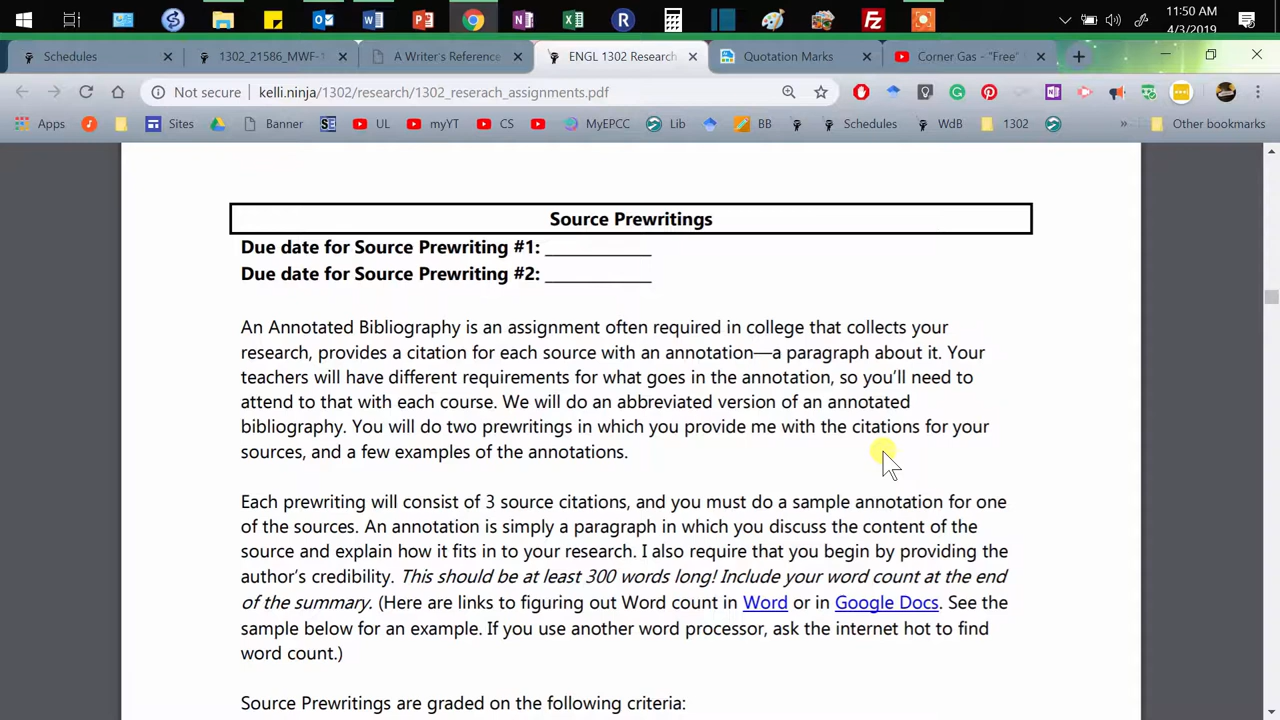 11:50 AM
4/3/2019
Schedules
1302_21586_MWF-1
A Writer's Reference
ENGL 1302 Research
Quotation Marks
Corner Gas - "Free"
Not secure
kelli.ninja/1302/research/1302_reserach_assignments.pdf
Apps
Sites
Banner
UL
myYT
CS
MyEPCC
Lib
BB
Schedules
WdB
1302
»
Other bookmarks
Source Prewritings
Due date for Source Prewriting #1: ___________
Due date for Source Prewriting #2: ___________
An Annotated Bibliography is an assignment often required in college that collects your
research, provides a citation for each source with an annotation—a paragraph about it. Your
teachers will have different requirements for what goes in the annotation, so you'll need to
attend to that with each course. We will do an abbreviated version of an annotated
bibliography. You will do two prewritings in which you provide me with the citations for your
sources, and a few examples of the annotations.
Each prewriting will consist of 3 source citations, and you must do a sample annotation for one
of the sources. An annotation is simply a paragraph in which you discuss the content of the
source and explain how it fits in to your research. I also require that you begin by providing the
author's credibility. This should be at least 300 words long! Include your word count at the end
of the summary. (Here are links to figuring out Word count in Word or in Google Docs. See the
sample below for an example. If you use another word processor, ask the internet hot to find
word count.)
Source Prewritings are graded on the following criteria: